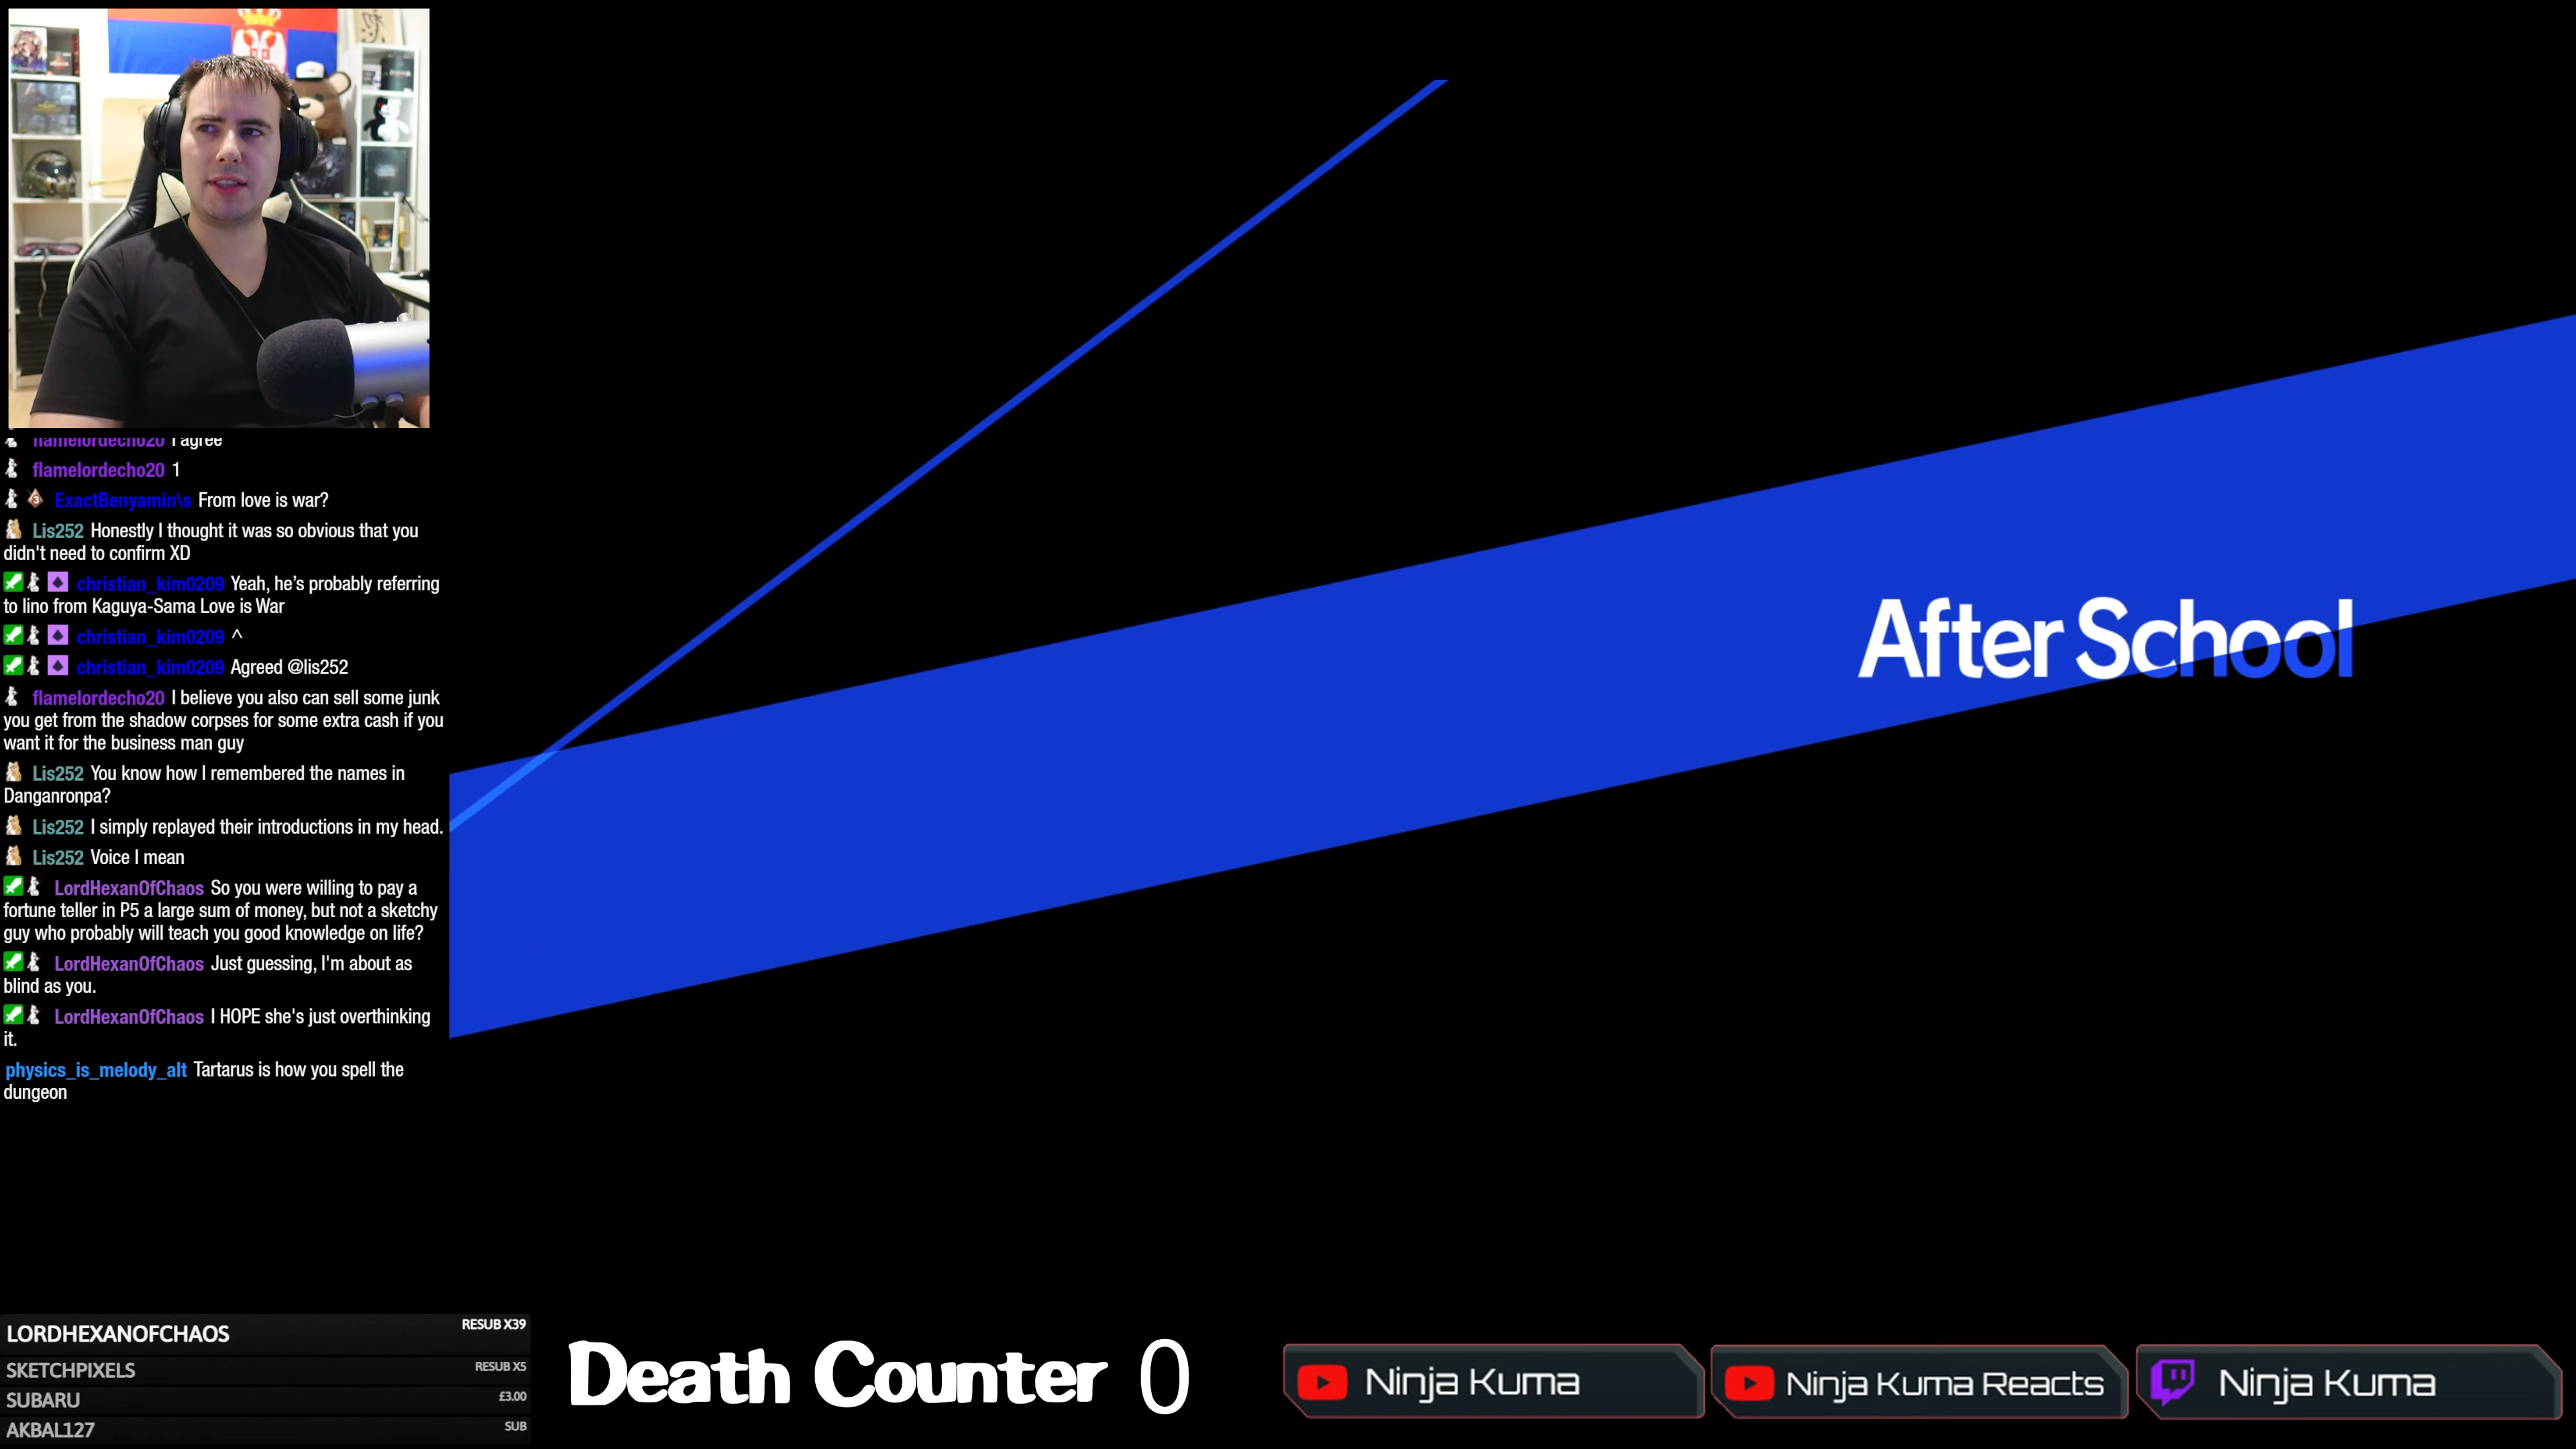 flamelordecho20 I agree
flamelordecho20 1
ExactBenyamin\s From love is war?
Lis252 Honestly I thought it was so obvious that you
didn't need to confirm XD
christian_kim0209 Yeah, he's probably referring
to Iino from Kaguya-Sama Love is War
christian_kim0209 ^
christian_kim0209 Agreed @lis252
flamelordecho20 I believe you also can sell some junk
you get from the shadow corpses for some extra cash if you
want it for the business man guy
Lis252 You know how I remembered the names in
Danganronpa?
Lis252 I simply replayed their introductions in my head.
Lis252 Voice I mean
LordHexanOfChaos So you were willing to pay a
fortune teller in P5 a large sum of money, but not a sketchy
guy who probably will teach you good knowledge on life?
LordHexanOfChaos Just guessing, I'm about as
blind as you.
LordHexanOfChaos I HOPE she's just overthinking
it.
physics_is_melody_alt Tartarus is how you spell the
dungeon
After School
LORDHEXANOFCHAOS RESUB X39
SKETCHPIXELS RESUB X5
SUBARU £3.00
AKBAL127 SUB
Death Counter 0
Ninja Kuma
Ninja Kuma Reacts
Ninja Kuma